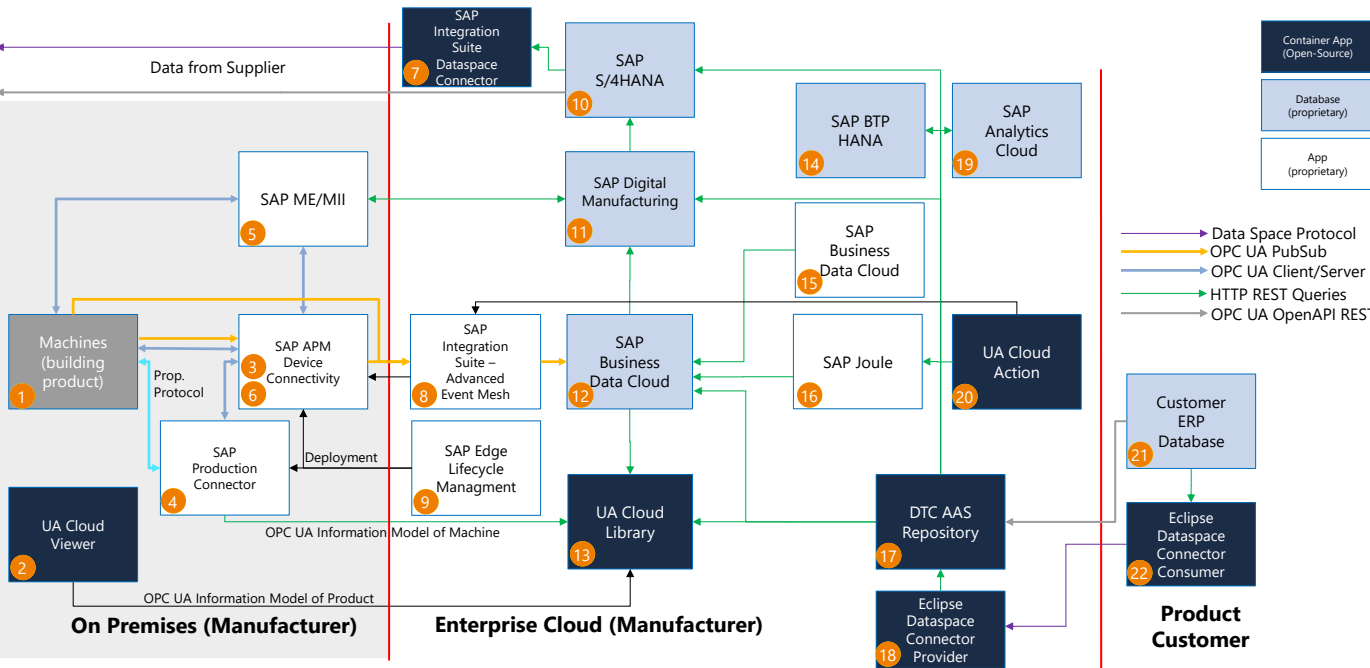 SAP
Integration
Suite
Dataspace
Connector
7
Data from Supplier
SAP
S/4HANA
10
SAP BTP
HANA
14
SAP
Analytics
Cloud
19
Container App
(Open-Source)
Database
(proprietary)
App
(proprietary)
SAP ME/MII
5
SAP Digital
Manufacturing
11
SAP
Business
Data Cloud
15
Data Space Protocol
OPC UA PubSub
OPC UA Client/Server
HTTP REST Queries
OPC UA OpenAPI REST
Machines
(building
product)
1
Prop.
Protocol
SAP APM
Device
Connectivity
3
6
SAP
Integration
Suite –
Advanced
Event Mesh
8
SAP
Business
Data Cloud
12
SAP Joule
16
UA Cloud
Action
20
Customer
ERP
Database
21
SAP
Production
Connector
4
Deployment
SAP Edge
Lifecycle
Managment
9
UA Cloud
Viewer
2
OPC UA Information Model of Machine
UA Cloud
Library
13
DTC AAS
Repository
17
Eclipse
Dataspace
Connector
Consumer
22
OPC UA Information Model of Product
Eclipse
Dataspace
Connector
Provider
18
On Premises (Manufacturer)
Enterprise Cloud (Manufacturer)
Product
Customer